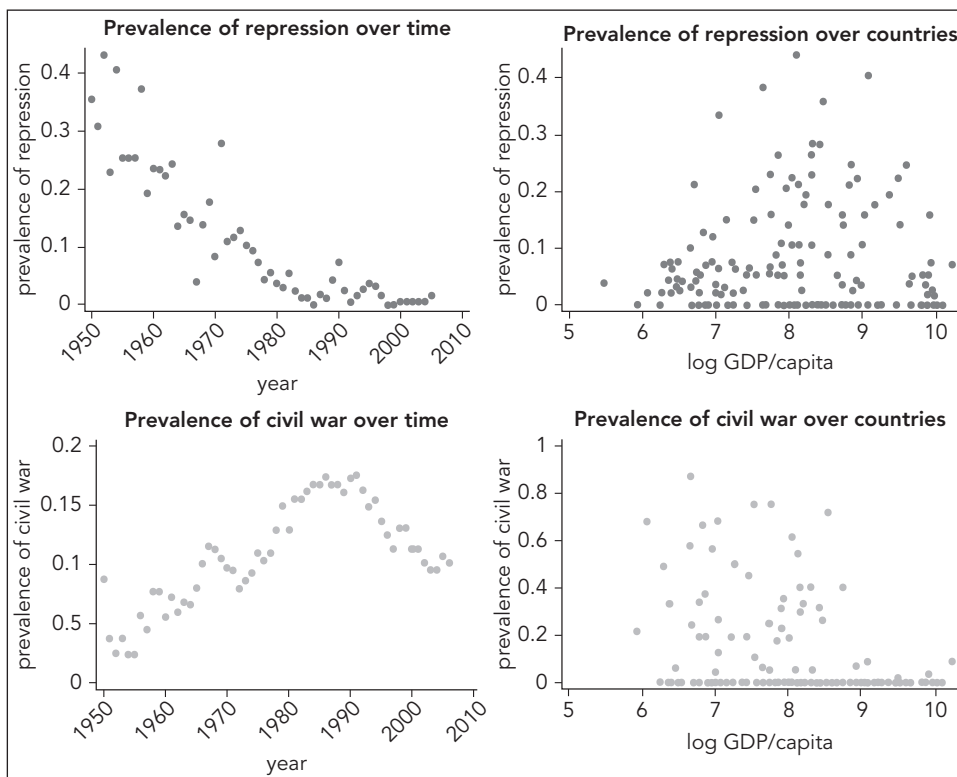 Prevalence of repression over time
prevalence of repression
0.4
0.3
0.2
0.1
0
1950
1960
1970
1980
1990
2000
2010
year
Prevalence of repression over countries
prevalence of repression
0.4
0.3
0.2
0.1
0
5 6 7 8 9 10
log GDP/capita
Prevalence of civil war over time
prevalence of civil war
0.2
0.15
0.1
0.5
0
1950
1960
1970
1980
1990
2000
2010
year
Prevalence of civil war over countries
prevalence of civil war
1
0.8
0.6
0.4
0.2
0
5 6 7 8 9 10
log GDP/capita